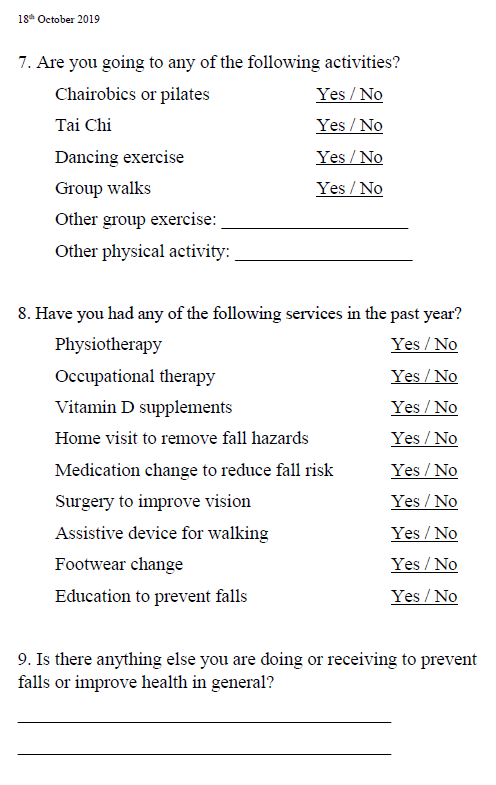 18th October 2019
7. Are you going to any of the following activities?
Chairobics or pilates Yes / No
Tai Chi Yes / No
Dancing exercise Yes / No
Group walks Yes / No
Other group exercise: ____________________
Other physical activity: ___________________
8. Have you had any of the following services in the past year?
Physiotherapy Yes / No
Occupational therapy Yes / No
Vitamin D supplements Yes / No
Home visit to remove fall hazards Yes / No
Medication change to reduce fall risk Yes / No
Surgery to improve vision Yes / No
Assistive device for walking Yes / No
Footwear change Yes / No
Education to prevent falls Yes / No
9. Is there anything else you are doing or receiving to prevent
falls or improve health in general?